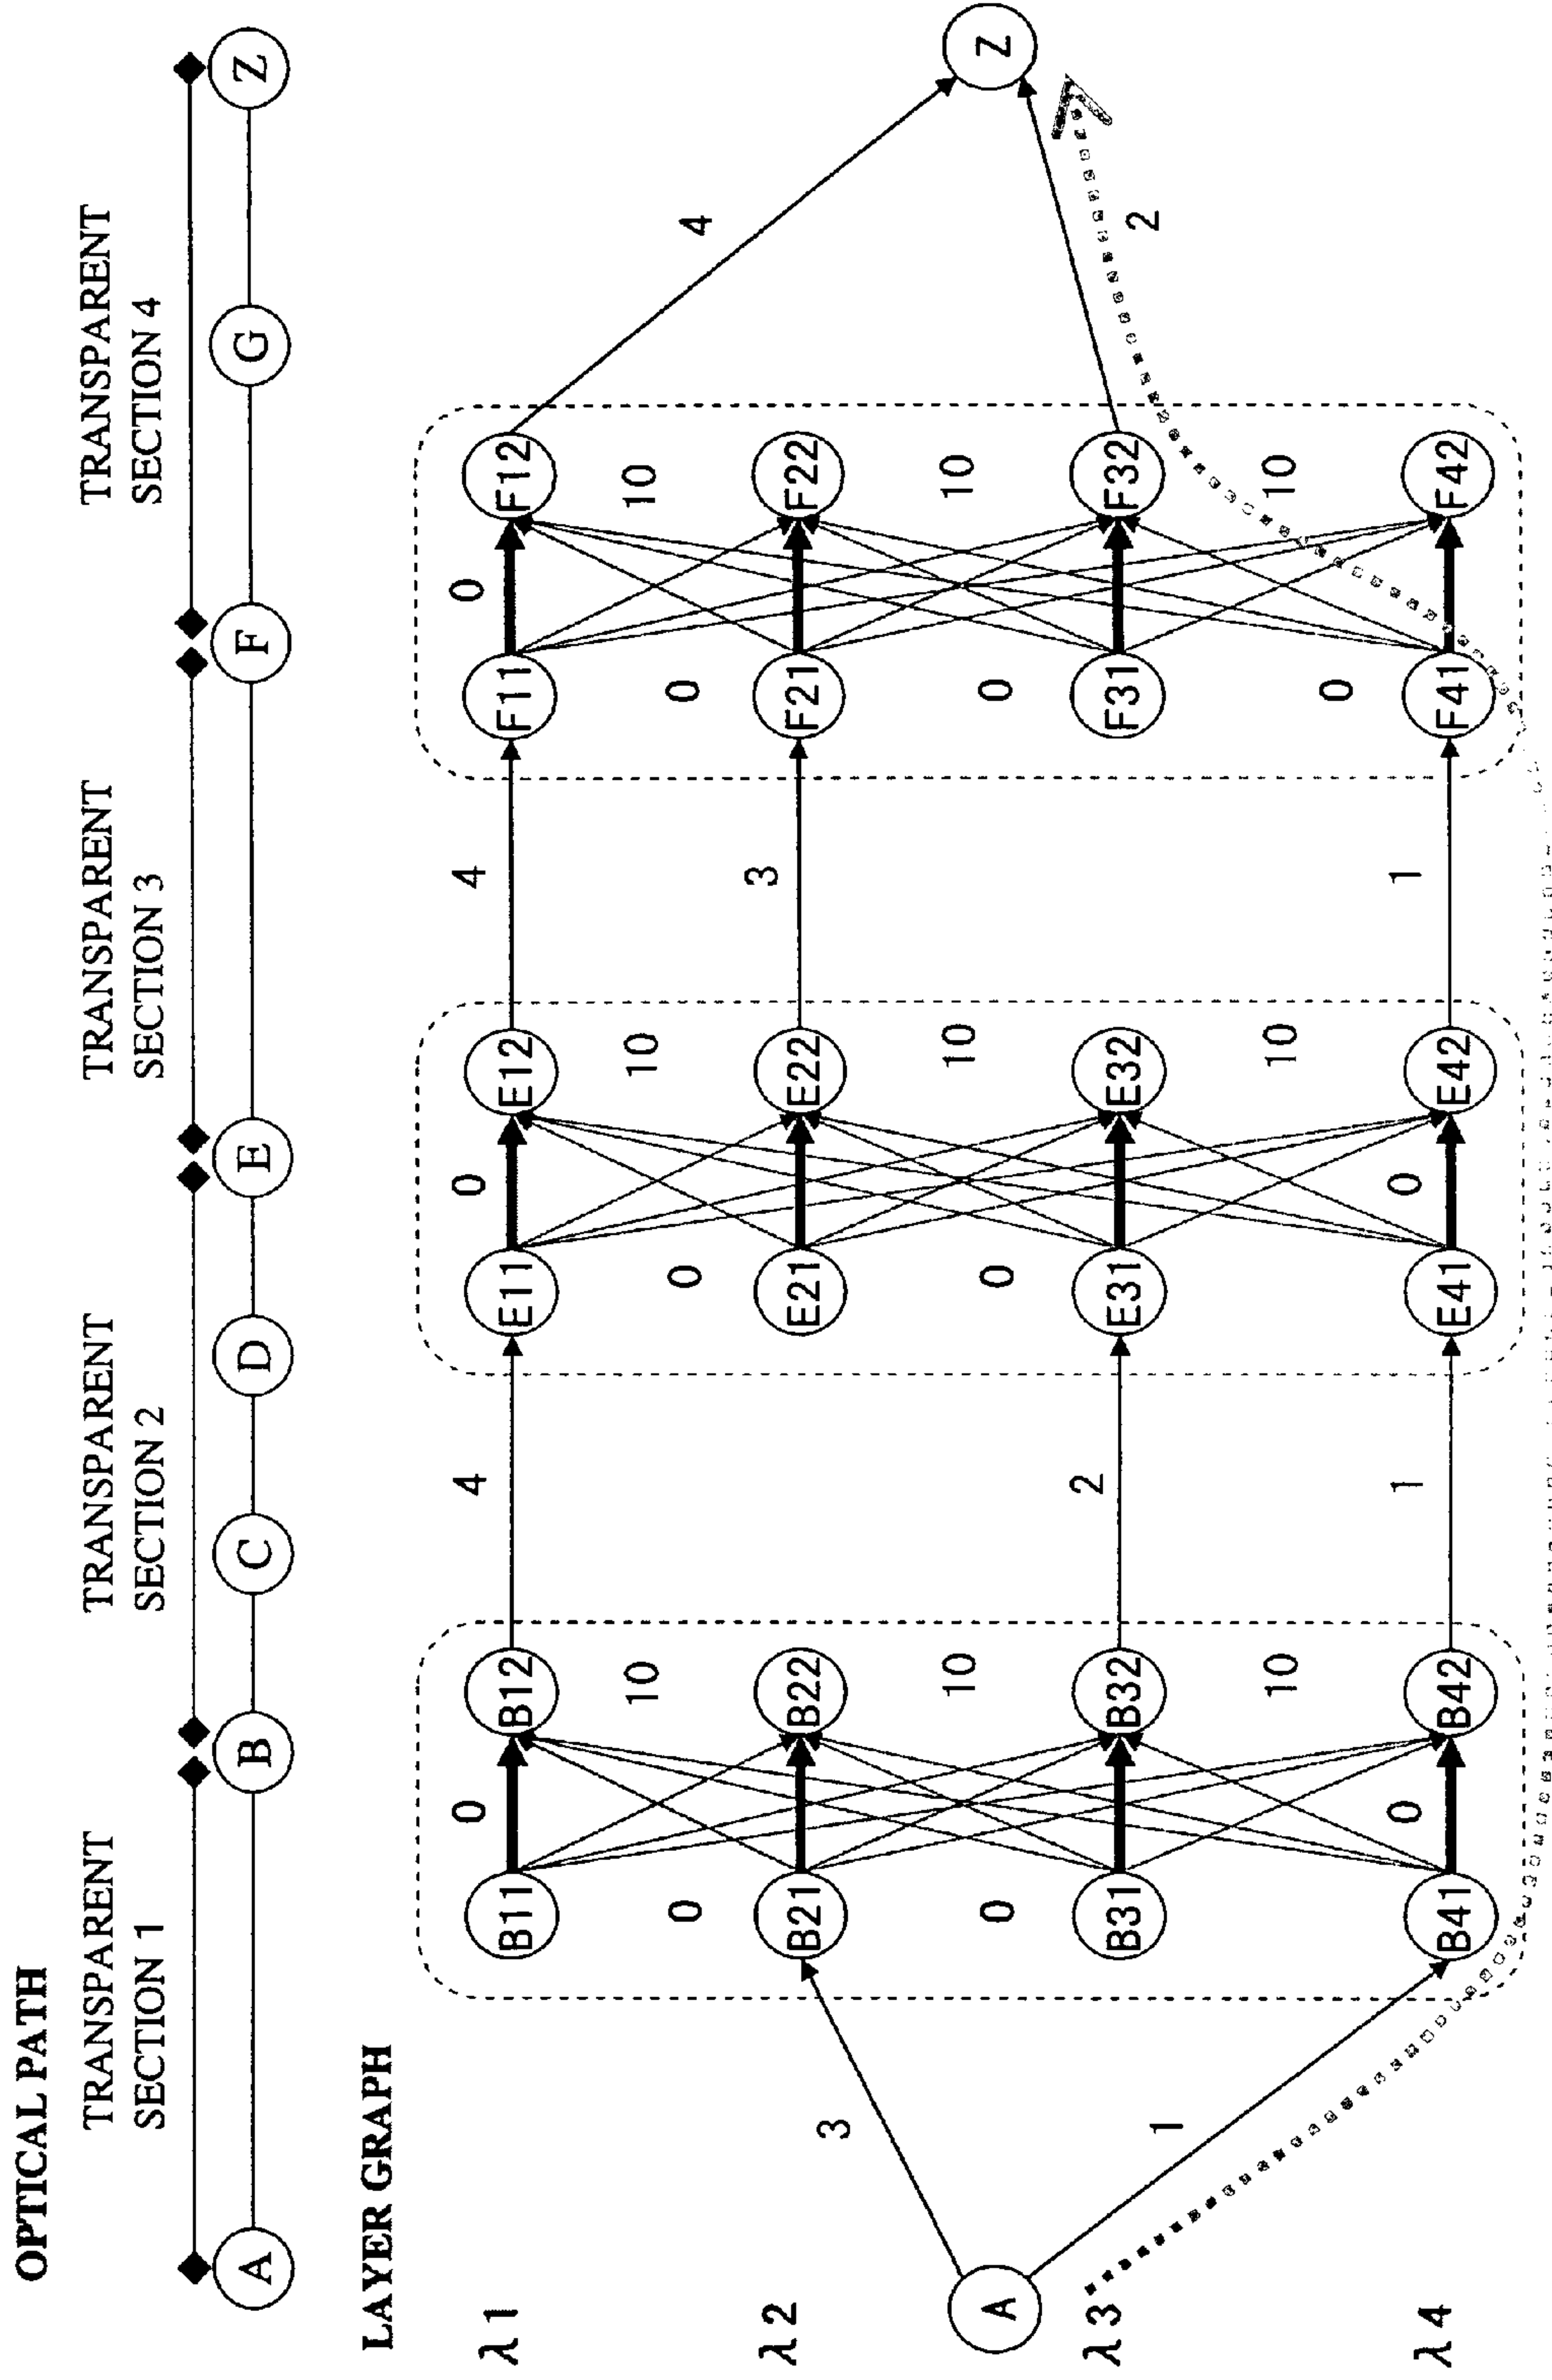 OPTICAL PATH
TRANSPARENT
SECTION 1
TRANSPARENT
SECTION 2
TRANSPARENT
SECTION 3
TRANSPARENT
SECTION 4
A
B
C
D
E
F
G
Z
LAYER GRAPH
λ1
B11
0
B12
4
E11
0
E12
4
F11
0
F12
4
0
10
0
10
0
10
λ2
3
B21
B22
E21
E22
3
F21
F22
A
Z
0
10
0
10
0
10
λ3
1
B31
B32
2
E31
E32
F31
F32
2
0
10
0
10
0
10
λ4
B41
B42
1
E41
E42
1
F41
F42